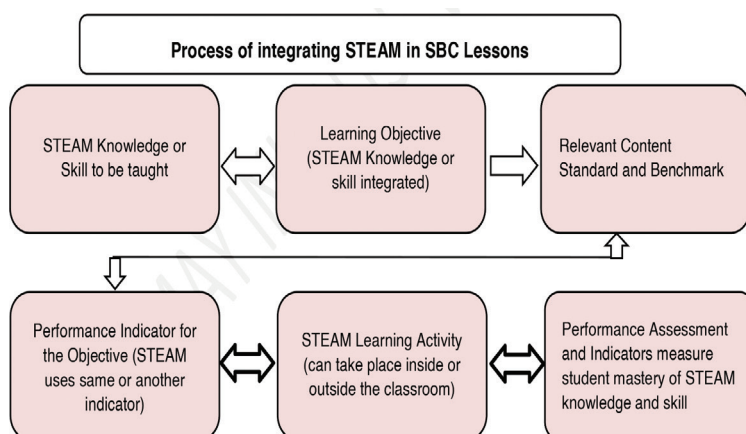 Process of integrating STEAM in SBC Lessons
STEAM Knowledge or
Skill to be taught
Learning Objective
(STEAM Knowledge or
skill integrated)
Relevant Content
Standard and Benchmark
Performance Indicator for
the Objective (STEAM
uses same or another
indicator)
STEAM Learning Activity
(can take place inside or
outside the classroom)
Performance Assessment
and Indicators measure
student mastery of STEAM
knowledge and skill